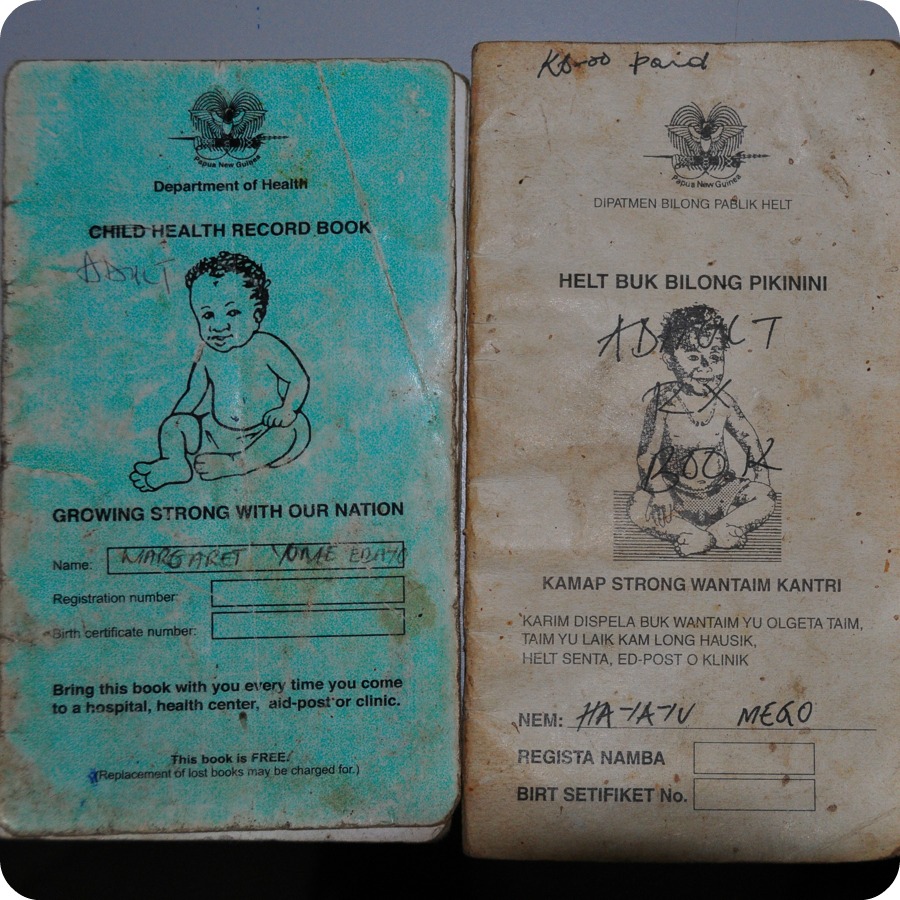 Papua New Guinea
Department of Health
CHILD HEALTH RECORD BOOK
ADULT
GROWING STRONG WITH OUR NATION
Name: MARGARET YOME
Registration number:
Birth certificate number:
Bring this book with you every time you come
to a hospital, health center, aid-post or clinic.
This book is FREE.
(Replacement of lost books may be charged for.)
paid
Papua New Guinea
DIPATMEN BILONG PABLIK HELT
HELT BUK BILONG PIKININI
ADULT
BOOK
KAMAP STRONG WANTAIM KANTRI
KARIM DISPELA BUK WANTAIM YU OLGETA TAIM,
TAIM YU LAIK KAM LONG HAUSIK,
HELT SENTA, ED-POST O KLINIK
NEM: MEGO
REGISTA NAMBA
BIRT SETIFIKET No.